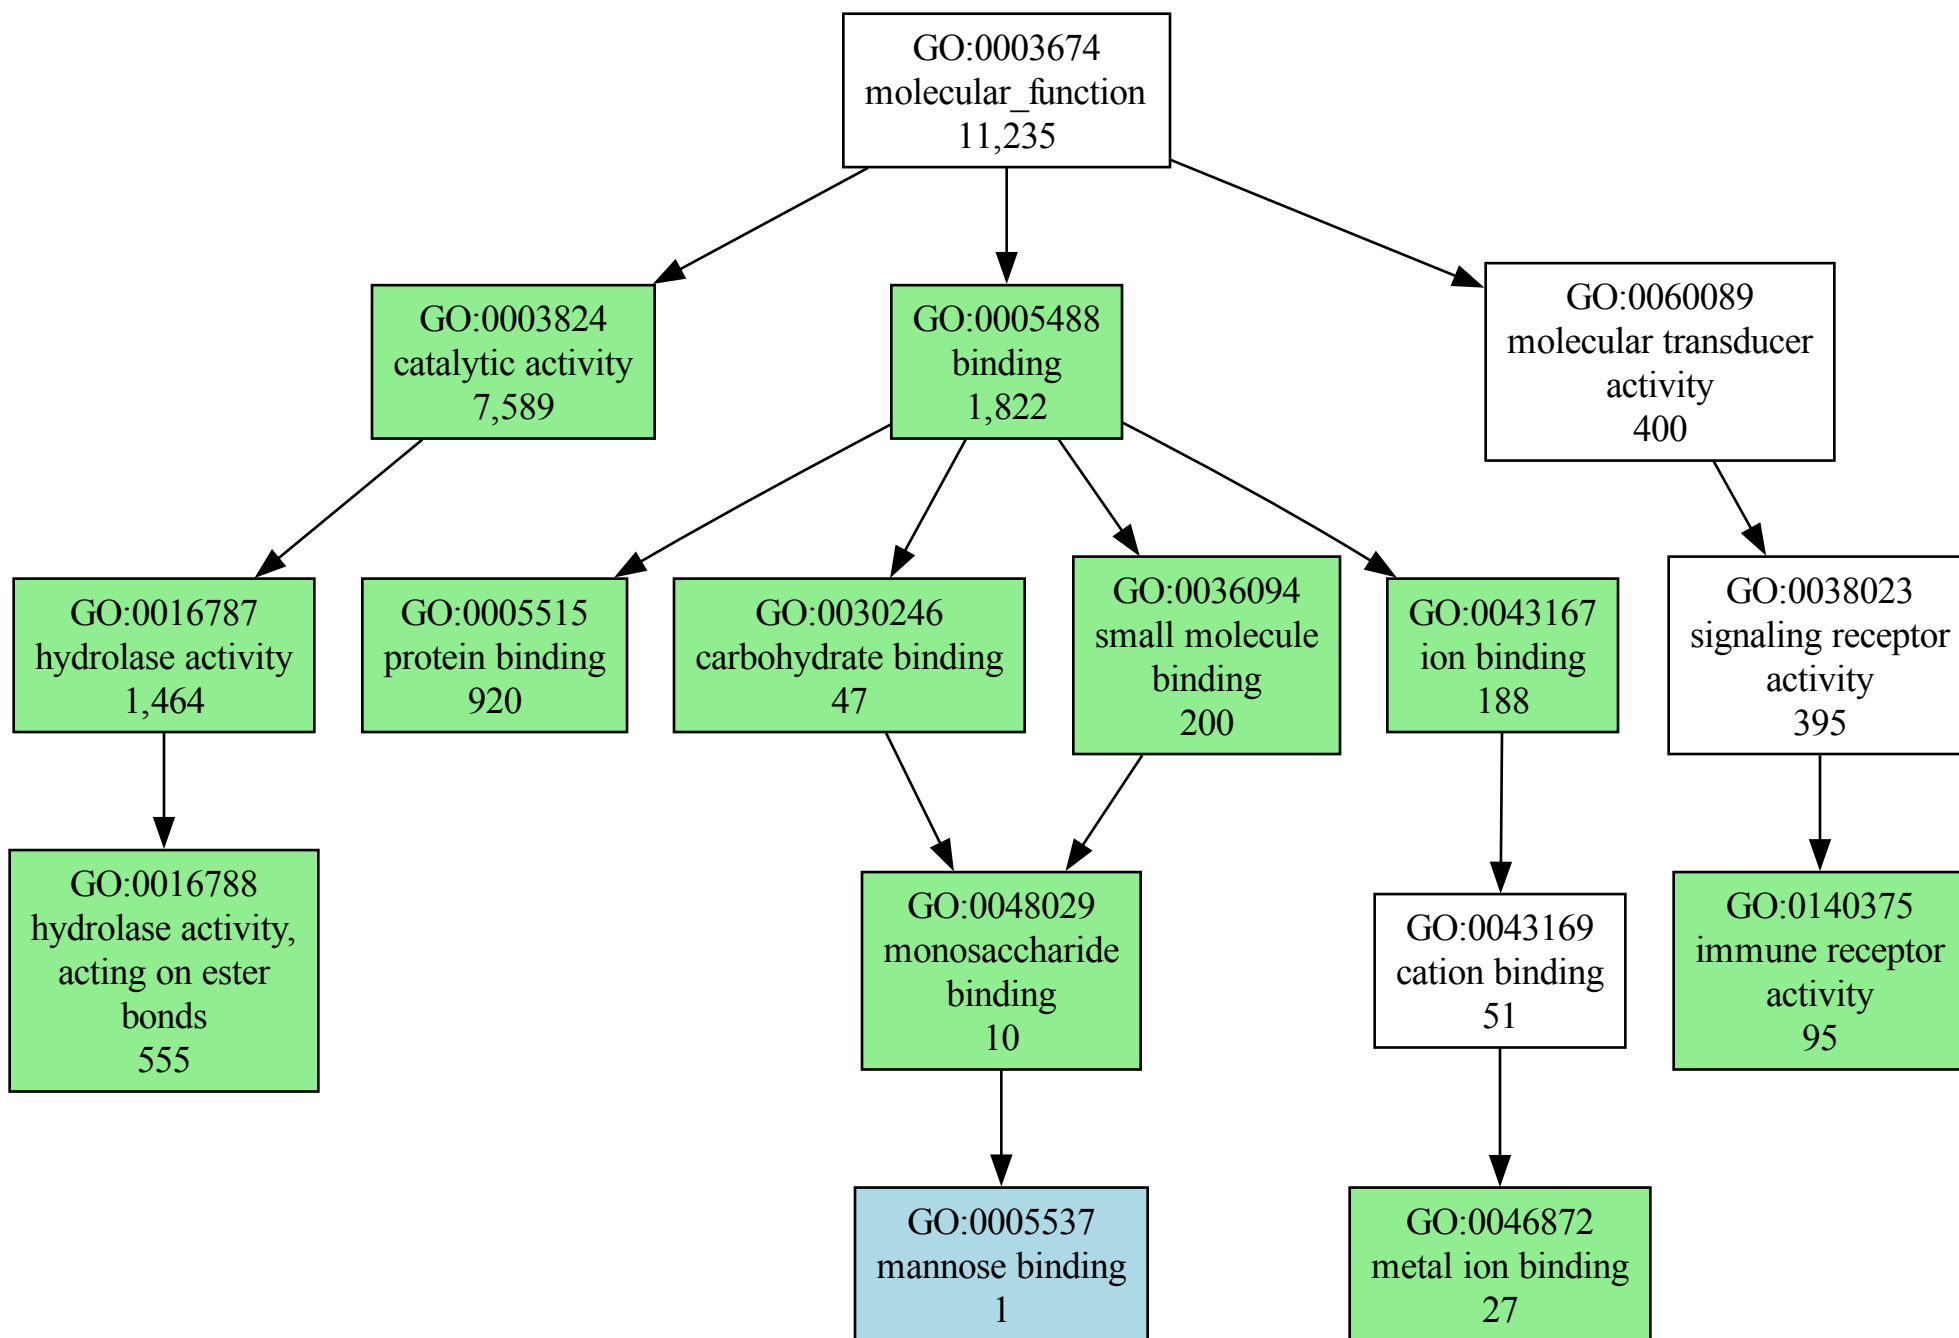 GO:0003674
molecular_function
11,235
GO:0003824
catalytic activity
7,589
GO:0005488
binding
1,822
GO:0060089
molecular transducer
activity
400
GO:0016787
hydrolase activity
1,464
GO:0005515
protein binding
920
GO:0030246
carbohydrate binding
47
GO:0036094
small molecule
binding
200
GO:0043167
ion binding
188
GO:0038023
signaling receptor
activity
395
GO:0016788
hydrolase activity,
acting on ester
bonds
555
GO:0048029
monosaccharide
binding
10
GO:0043169
cation binding
51
GO:0140375
immune receptor
activity
95
GO:0005537
mannose binding
1
GO:0046872
metal ion binding
27